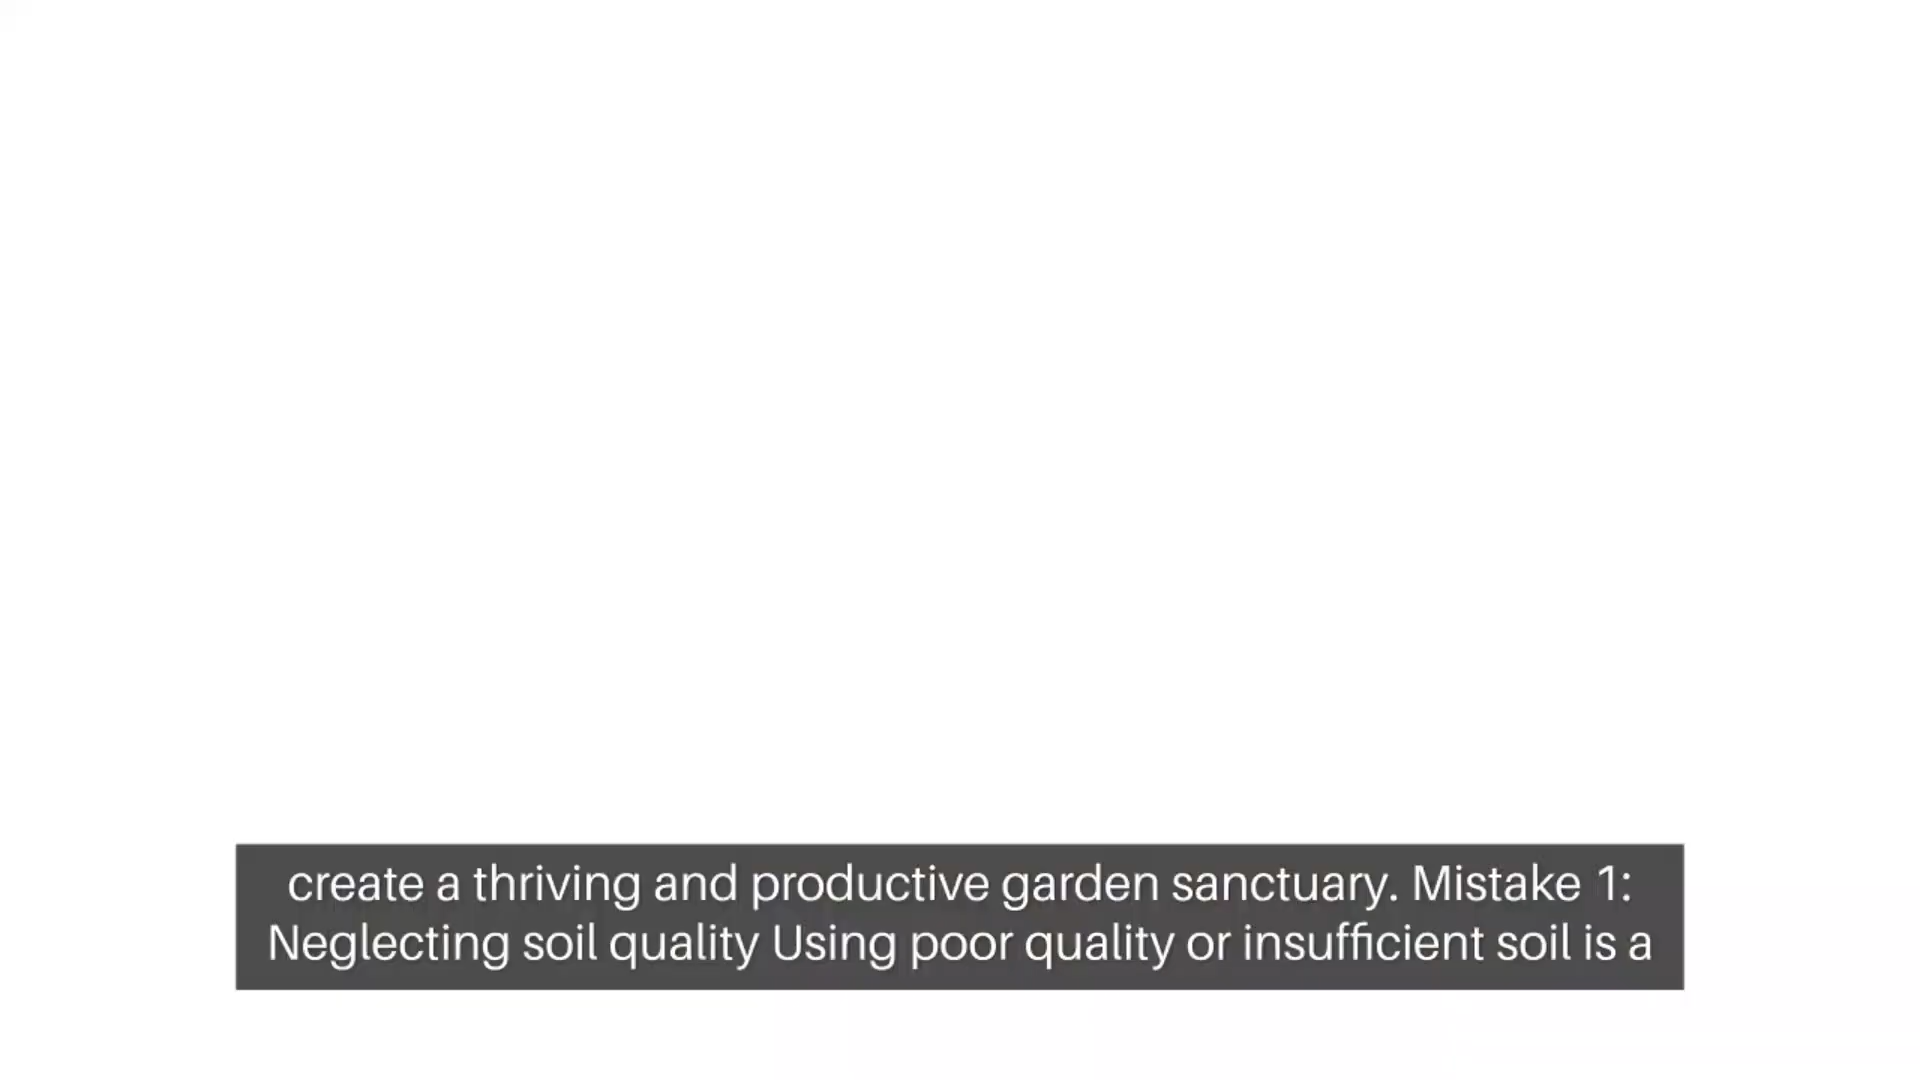 create a thriving and productive garden sanctuary. Mistake 1:
Neglecting soil quality Using poor quality or insufficient soil is a